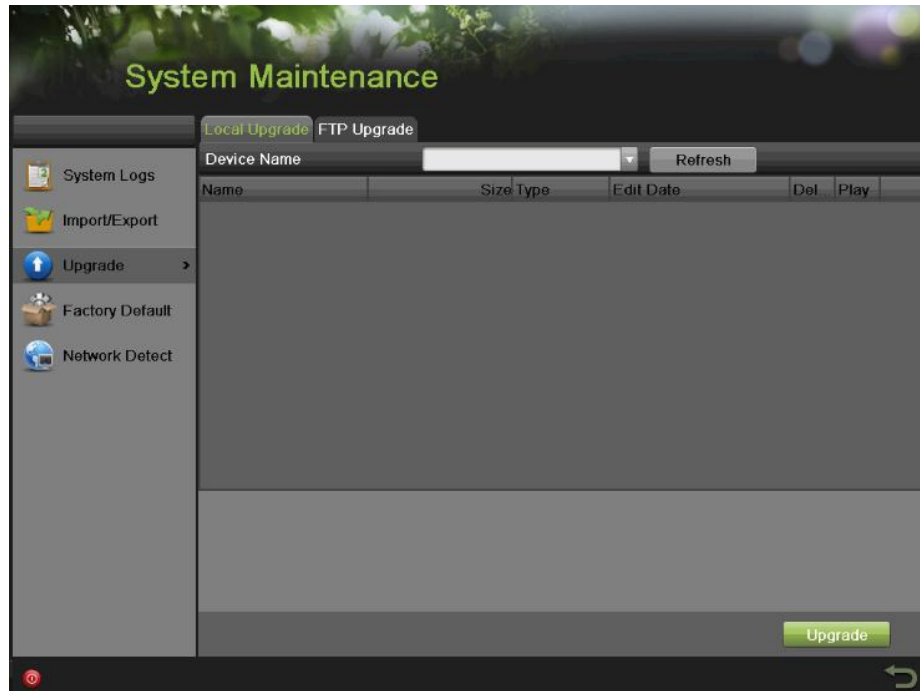 System Maintenance
Local Upgrade FTP Upgrade
Device Name Refresh
Name Size Type Edit Date Del... Play
System Logs
Import/Export
Upgrade >
Factory Default
Network Detect
Upgrade